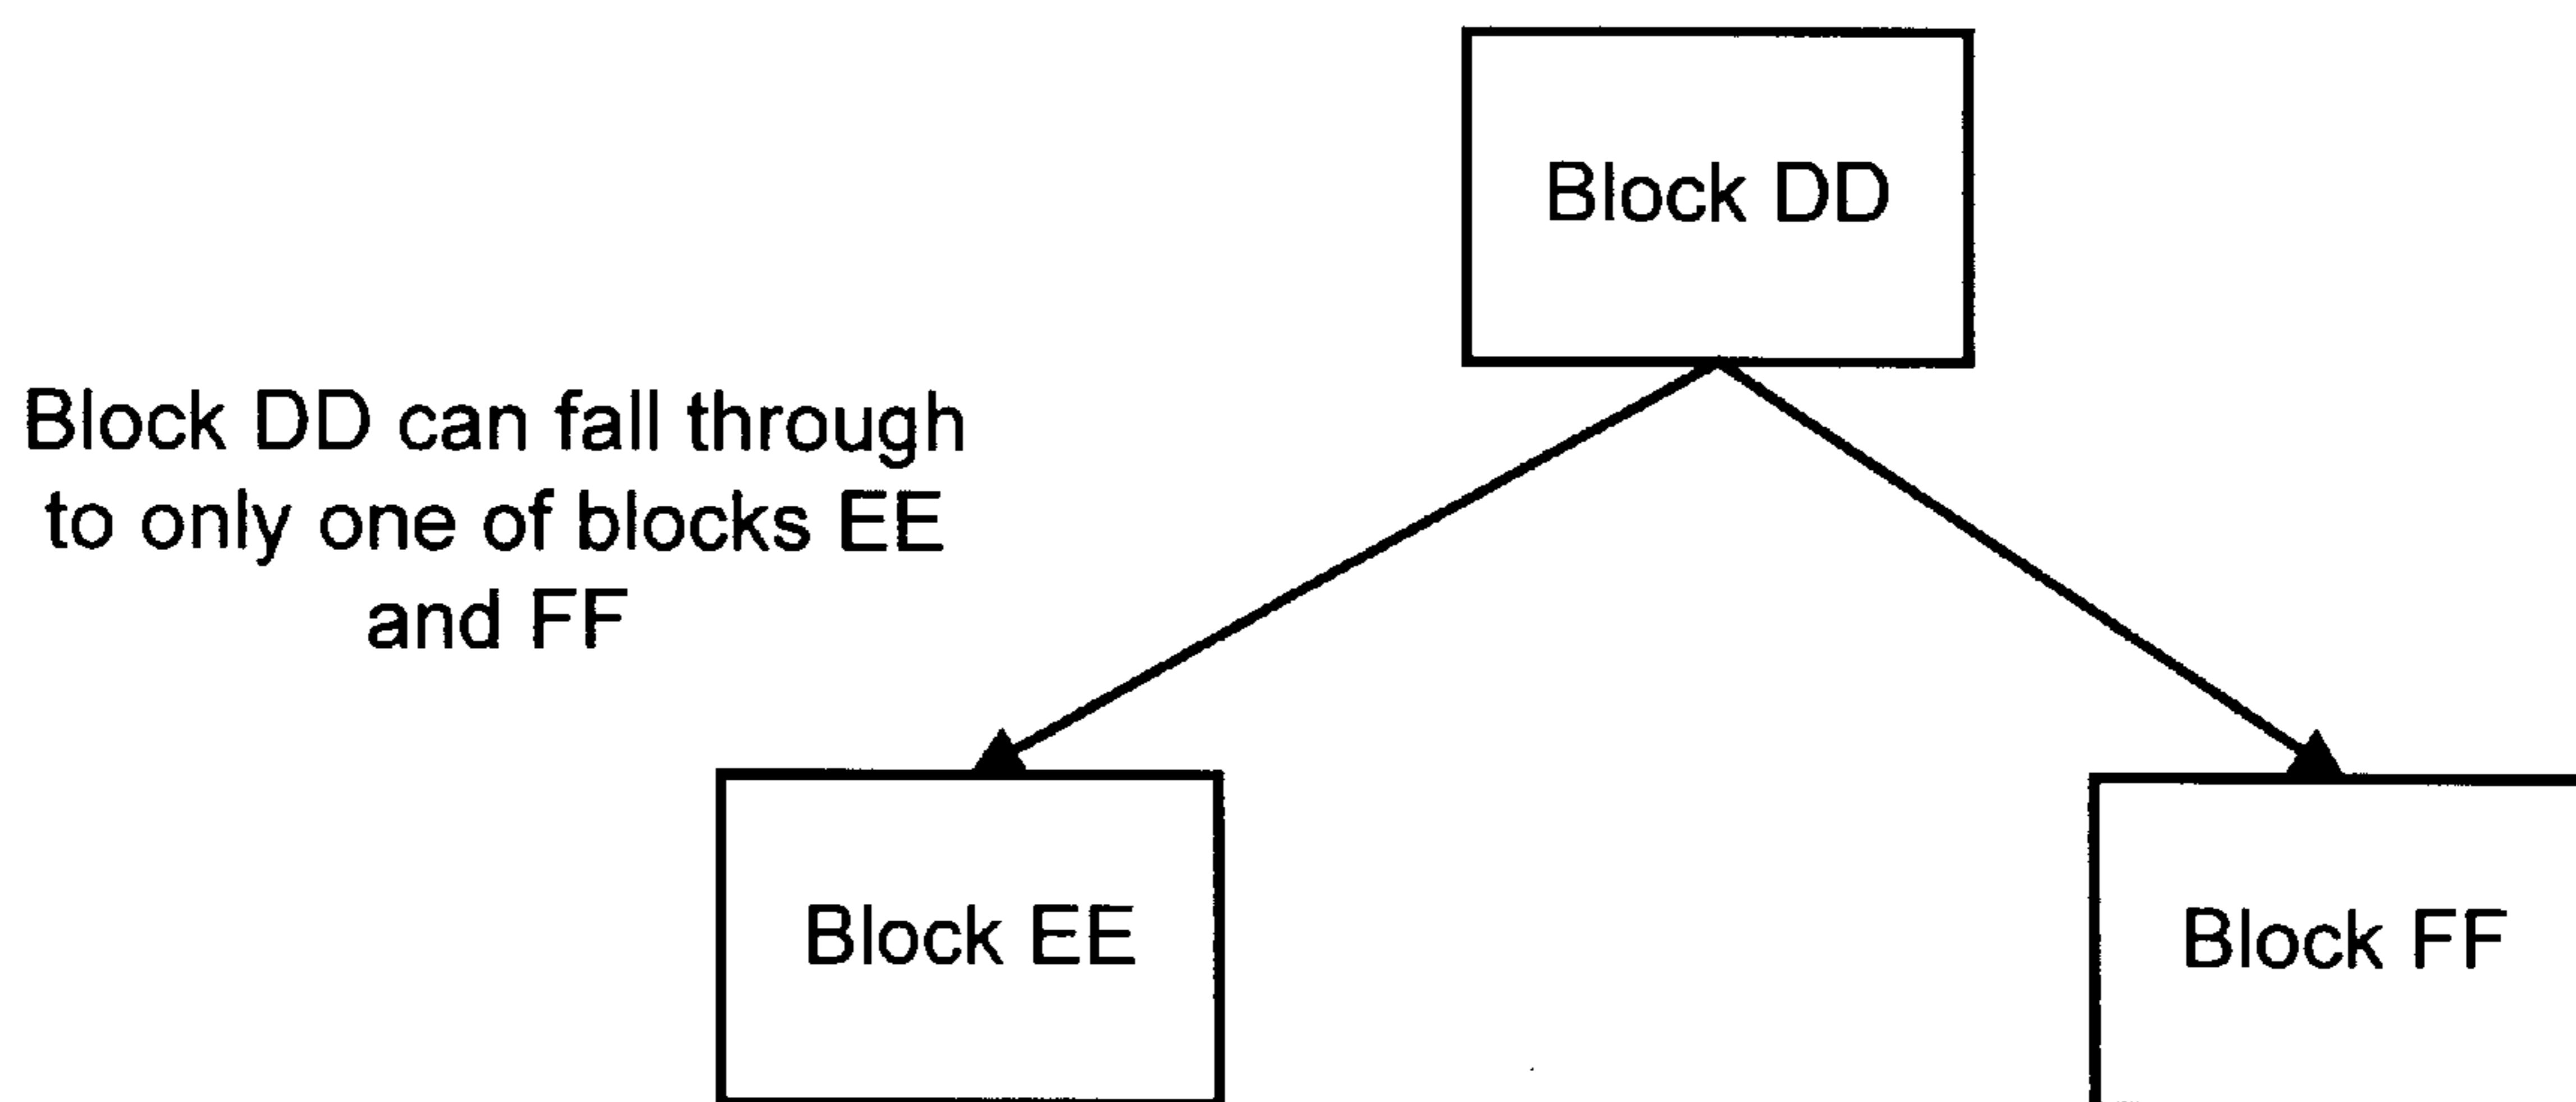 Block DD
Block DD can fall through
to only one of blocks EE
and FF
Block EE
Block FF